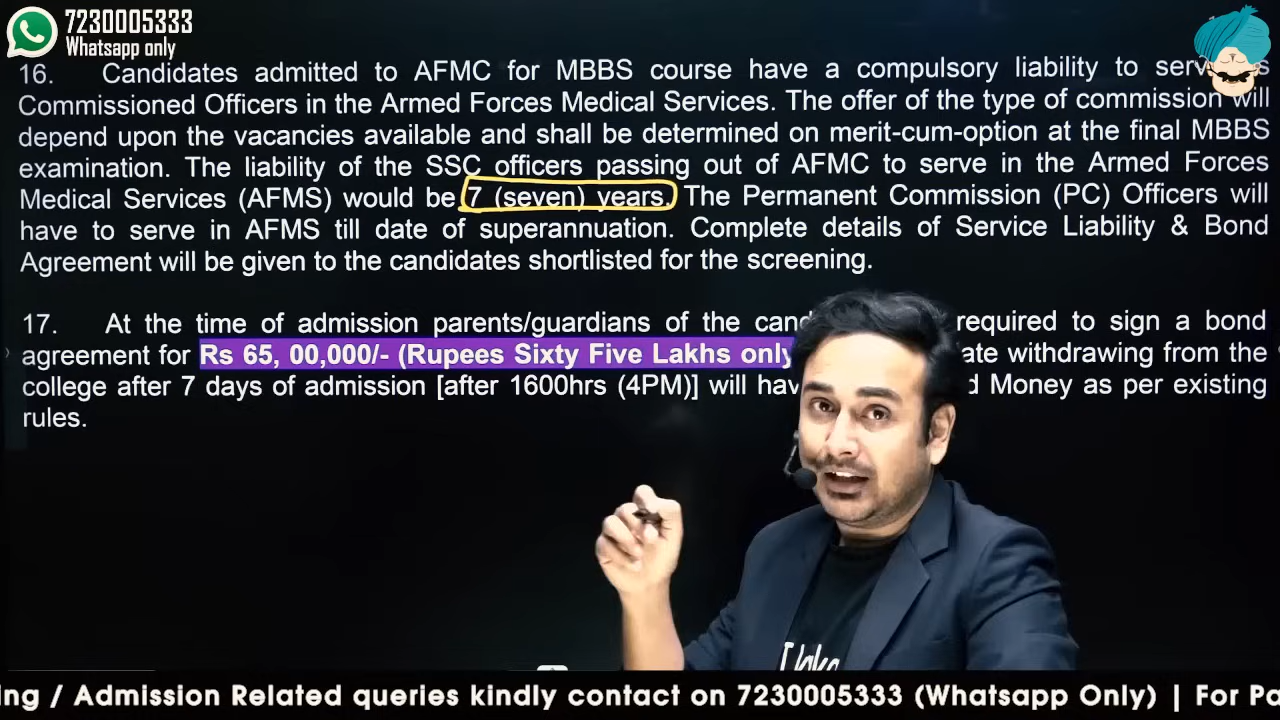 7230005333
Whatsapp only
16. Candidates admitted to AFMC for MBBS course have a compulsory liability to
Commissioned Officers in the Armed Forces Medical Services. The offer of the type of commission will
depend upon the vacancies available and shall be determined on merit-cum-option at the final MBBS
examination. The liability of the SSC officers passing out of AFMC to serve in the Armed Forces
Medical Services (AFMS) would be 7 (seven) years. The Permanent Commission (PC) Officers will
have to serve in AFMS till date of superannuation. Complete details of Service Liability & Bond
Agreement will be given to the candidates shortlisted for the screening.
17. At the time of admission parents/guardians of the required to sign a bond
agreement for Rs 65, 00,000/- (Rupees Sixty Five Lakhs only withdrawing from the
college after 7 days of admission [after 1600hrs (4PM)] will Money as per existing
rules.
/ Admission Related queries kindly contact on 7230005333 (Whatsapp Only) | For